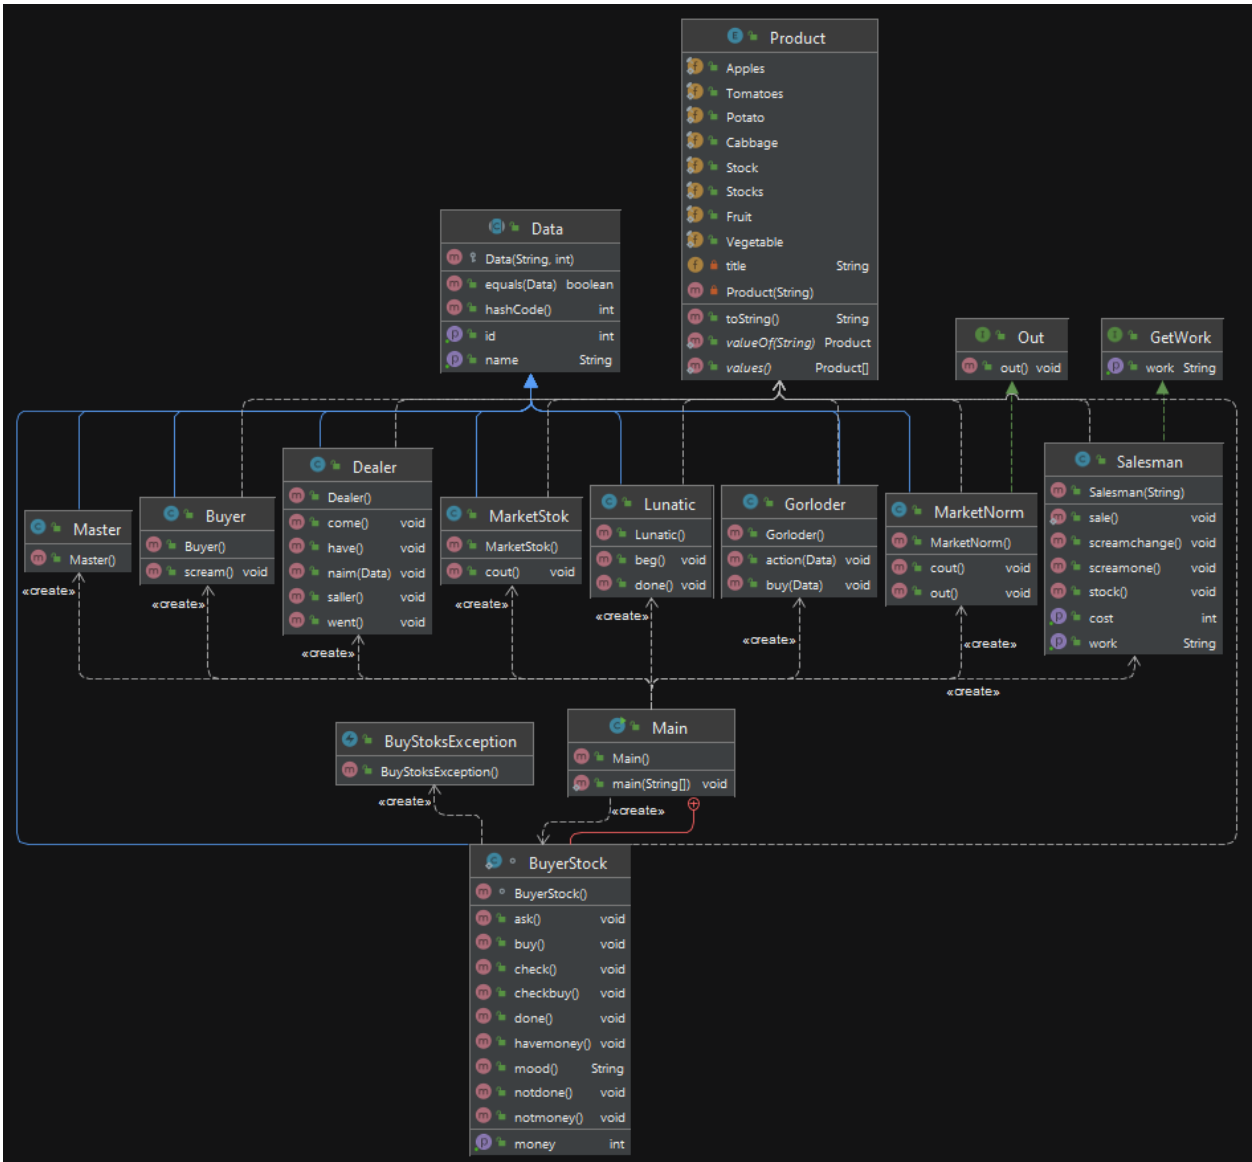 Product
Apples
Tomatoes
Potato
Cabbage
Stock
Stocks
Fruit
Vegetable
title String
Product(String)
toString() String
valueOf(String) Product
values() Product[]
Data
Data(String, int)
equals(Data) boolean
hashCode() int
id int
name String
Out
out() void
GetWork
work String
Master
Master()
«create»
Buyer
Buyer()
scream() void
«create»
Dealer
Dealer()
come() void
have() void
naim(Data) void
saller() void
went() void
«create»
MarketStok
MarketStok()
cout() void
«create»
Lunatic
Lunatic()
beg() void
done() void
«create»
Gorloder
Gorloder()
action(Data) void
buy(Data) void
«create»
MarketNorm
MarketNorm()
cout() void
out() void
«create»
Salesman
Salesman(String)
sale() void
screamchange() void
screamone() void
stock() void
cost int
work String
«create»
BuyStoksException
BuyStoksException()
«create»
Main
Main()
main(String[]) void
«create»
BuyerStock
BuyerStock()
ask() void
buy() void
check() void
checkbuy() void
done() void
havemoney() void
mood() String
notdone() void
notmoney() void
money int